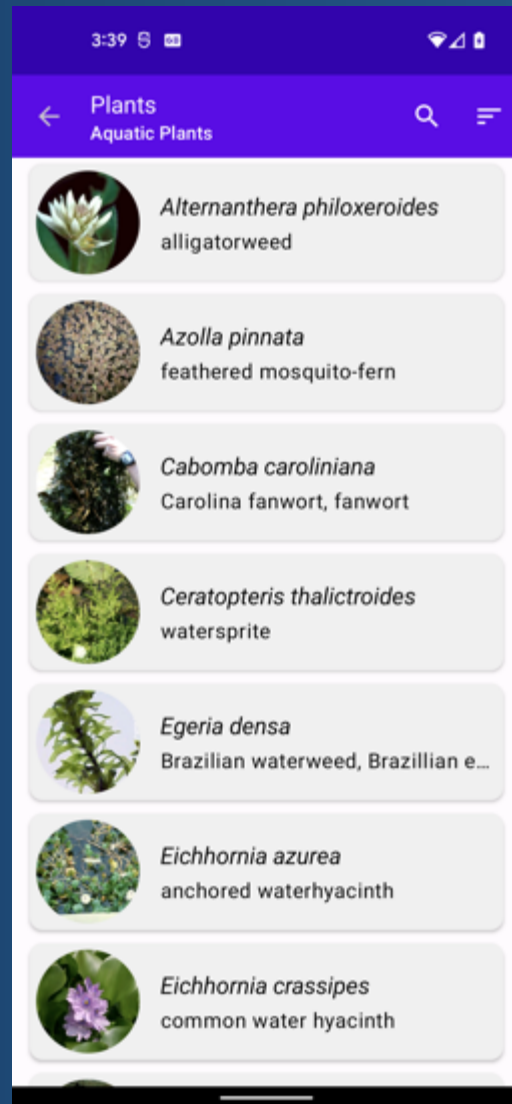 3:39
Plants
Aquatic Plants
Alternanthera philoxeroides
alligatorweed
Azolla pinnata
feathered mosquito-fern
Cabomba caroliniana
Carolina fanwort, fanwort
Ceratopteris thalictroides
watersprite
Egeria densa
Brazilian waterweed, Brazillian e...
Eichhornia azurea
anchored waterhyacinth
Eichhornia crassipes
common water hyacinth